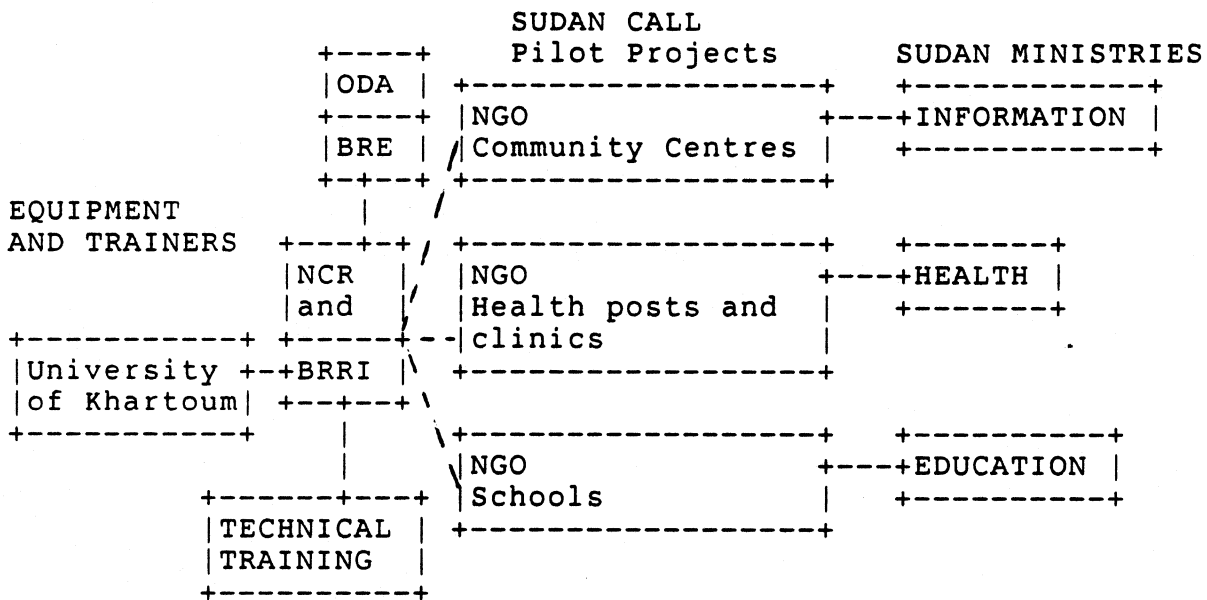 SUDAN CALL
Pilot Projects
SUDAN MINISTRIES
ODA
BRE
NGO
Community Centres
INFORMATION
EQUIPMENT
AND TRAINERS
NCR
and
BRRI
NGO
Health posts and
clinics
HEALTH
University
of Khartoum
NGO
Schools
EDUCATION
TECHNICAL
TRAINING